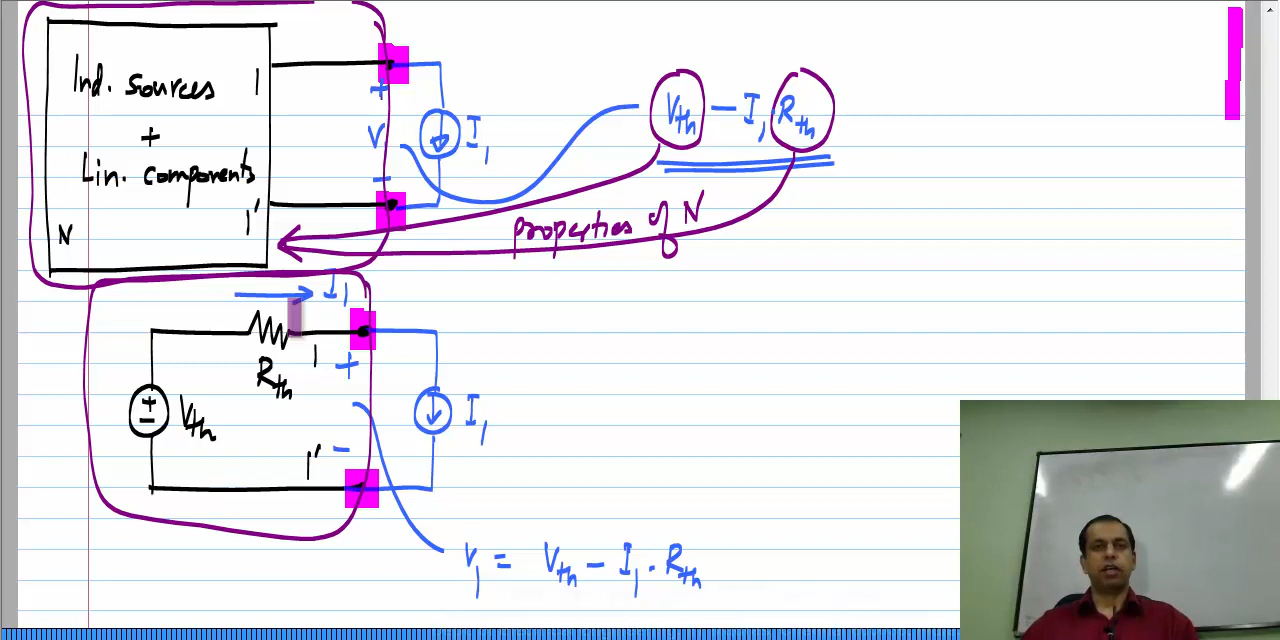 Ind. sources
+
Lin. components
N
1
1'
+
V
-
I₁
Vth - I₁ Rth
properties of N
I₁
Rth
1
+
Vth
1'
-
I₁
V₁ = Vth - I₁ . Rth